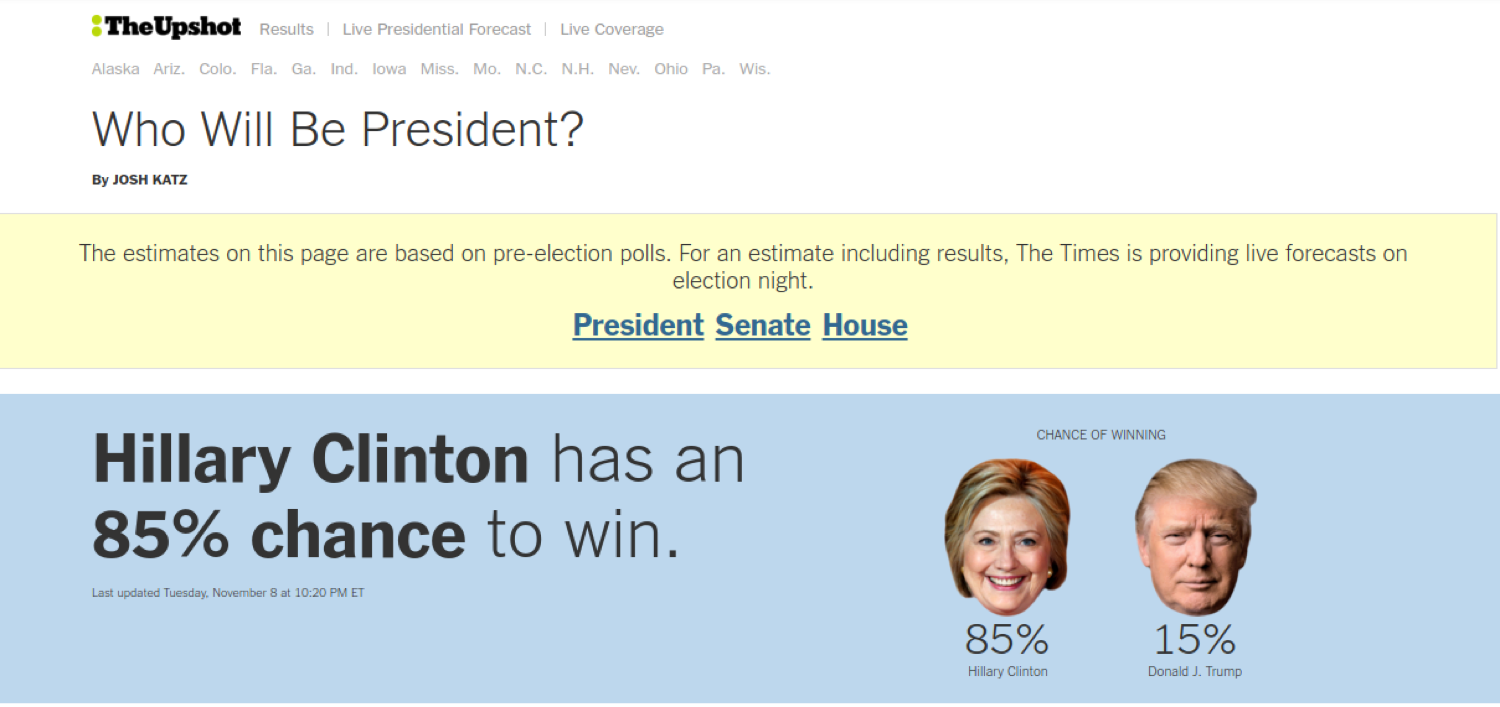 TheUpshot Results | Live Presidential Forecast | Live Coverage
Alaska Ariz. Colo. Fla. Ga. Ind. Iowa Miss. Mo. N.C. N.H. Nev. Ohio Pa. Wis.
Who Will Be President?
By JOSH KATZ
The estimates on this page are based on pre-election polls. For an estimate including results, The Times is providing live forecasts on
election night.
President Senate House
Hillary Clinton has an
85% chance to win.
Last updated Tuesday, November 8 at 10:20 PM ET
CHANCE OF WINNING
85% 15%
Hillary Clinton Donald J. Trump